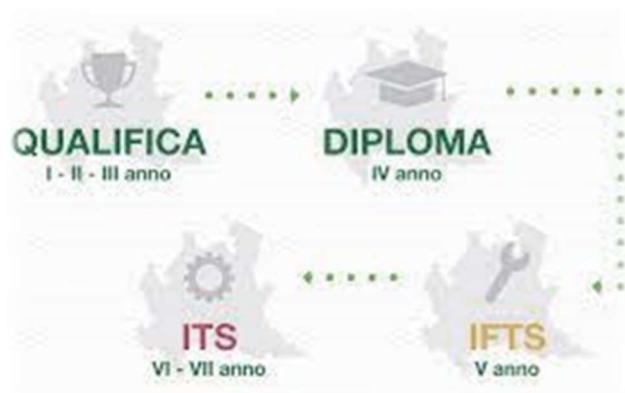 QUALIFICA
I - II - III anno
DIPLOMA
IV anno
IFTS
V anno
ITS
VI - VII anno